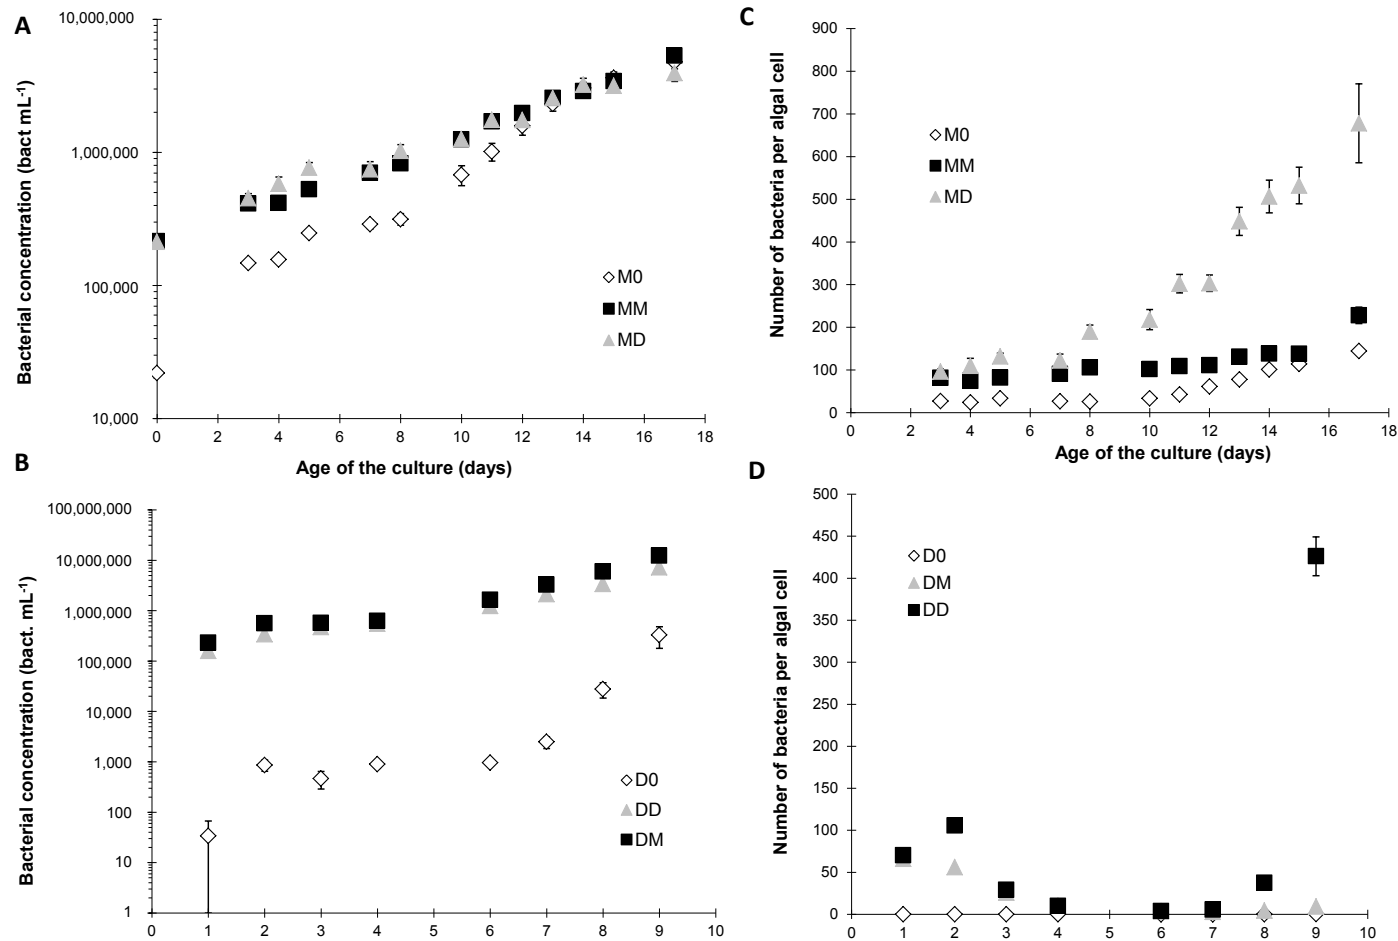 A
Bacterial concentration (bact mL-1)
10,000,000
1,000,000
100,000
10,000
0 2 4 6 8 10 12 14 16 18
Age of the culture (days)
M0
MM
MD
B
Bacterial concentration (bact. mL-1)
100,000,000
10,000,000
1,000,000
100,000
10,000
1,000
100
10
1
0 1 2 3 4 5 6 7 8 9 10
D0
DD
DM
C
Number of bacteria per algal cell
900
800
700
600
500
400
300
200
100
0
0 2 4 6 8 10 12 14 16 18
Age of the culture (days)
M0
MM
MD
D
Number of bacteria per algal cell
500
450
400
350
300
250
200
150
100
50
0
0 1 2 3 4 5 6 7 8 9 10
D0
DM
DD